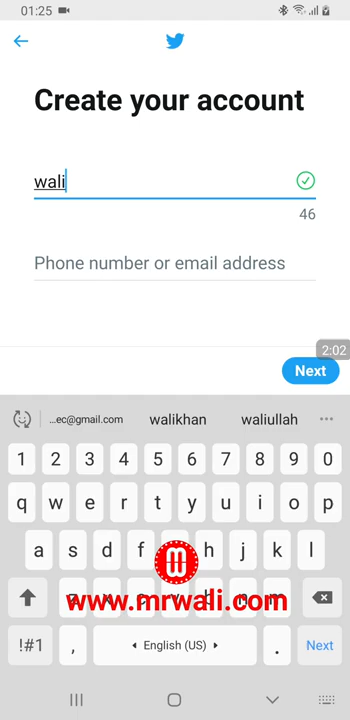 01:25
Create your account
wali
46
Phone number or email address
2:02
Next
...ec@gmail.com walikhan waliullah
1 2 3 4 5 6 7 8 9 0
q w e r t y u i o p
a s d f h j k l
www.mrwali.com
!#1 , English (US) . Next